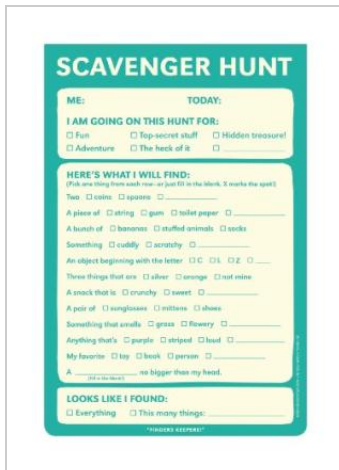 SCAVENGER HUNT
ME: TODAY:
I AM GOING ON THIS HUNT FOR:
Fun Top-secret stuff Hidden treasure!
Adventure The heck of it
HERE'S WHAT I WILL FIND:
(Pick one thing from each row—or just fill in the blank. X marks the spot!)
Two coins spoons
A piece of string gum toilet paper
A bunch of bananas stuffed animals socks
Something cuddly scratchy
An object beginning with the letter C L Z
Three things that are silver orange not mine
A snack that is crunchy sweet
A pair of sunglasses mittens shoes
Something that smells grass flowery
Anything that's purple striped loud
My favorite toy book person
A no bigger than my head.
(Fill in the blank!)
LOOKS LIKE I FOUND:
Everything This many things:
"FINDERS KEEPERS!"